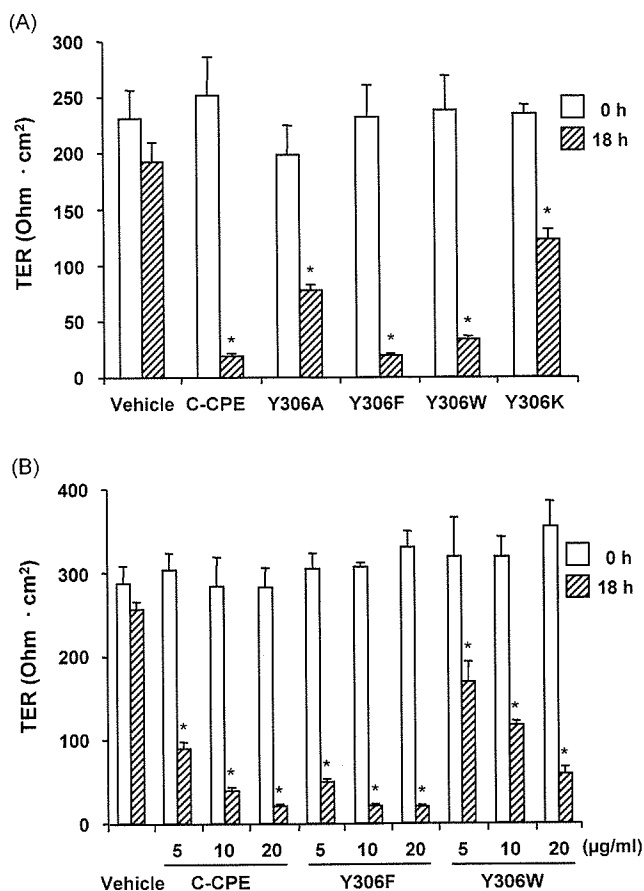 (A)
300
250
200
150
100
50
0
TER (Ohm · cm²)
0 h
18 h
*
*
*
*
*
Vehicle C-CPE Y306A Y306F Y306W Y306K
(B)
400
300
200
100
0
TER (Ohm · cm²)
0 h
18 h
*
*
*
*
*
*
*
*
*
5 10 20 5 10 20 5 10 20 (µg/ml)
Vehicle C-CPE Y306F Y306W